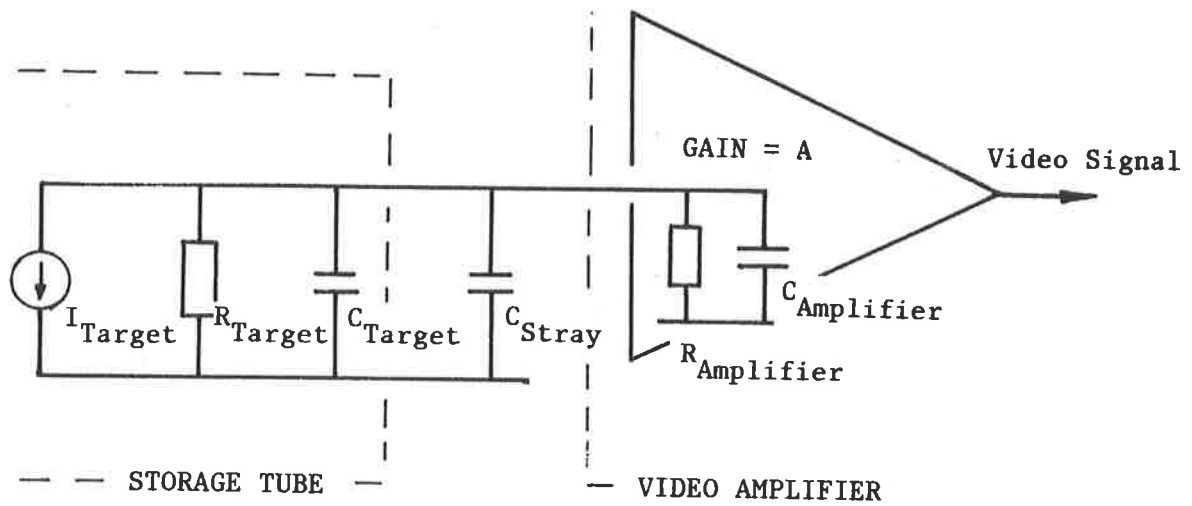 GAIN = A
Video Signal
I Target
R Target
C Target
C Stray
C Amplifier
R Amplifier
STORAGE TUBE
VIDEO AMPLIFIER